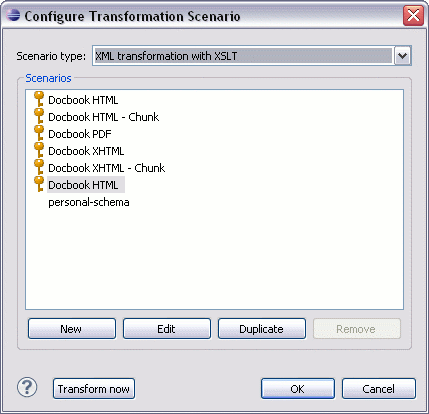 Configure Transformation Scenario
Scenario type: XML transformation with XSLT
Scenarios
Docbook HTML
Docbook HTML - Chunk
Docbook PDF
Docbook XHTML
Docbook XHTML - Chunk
Docbook HTML
personal-schema
New Edit Duplicate Remove
? Transform now OK Cancel